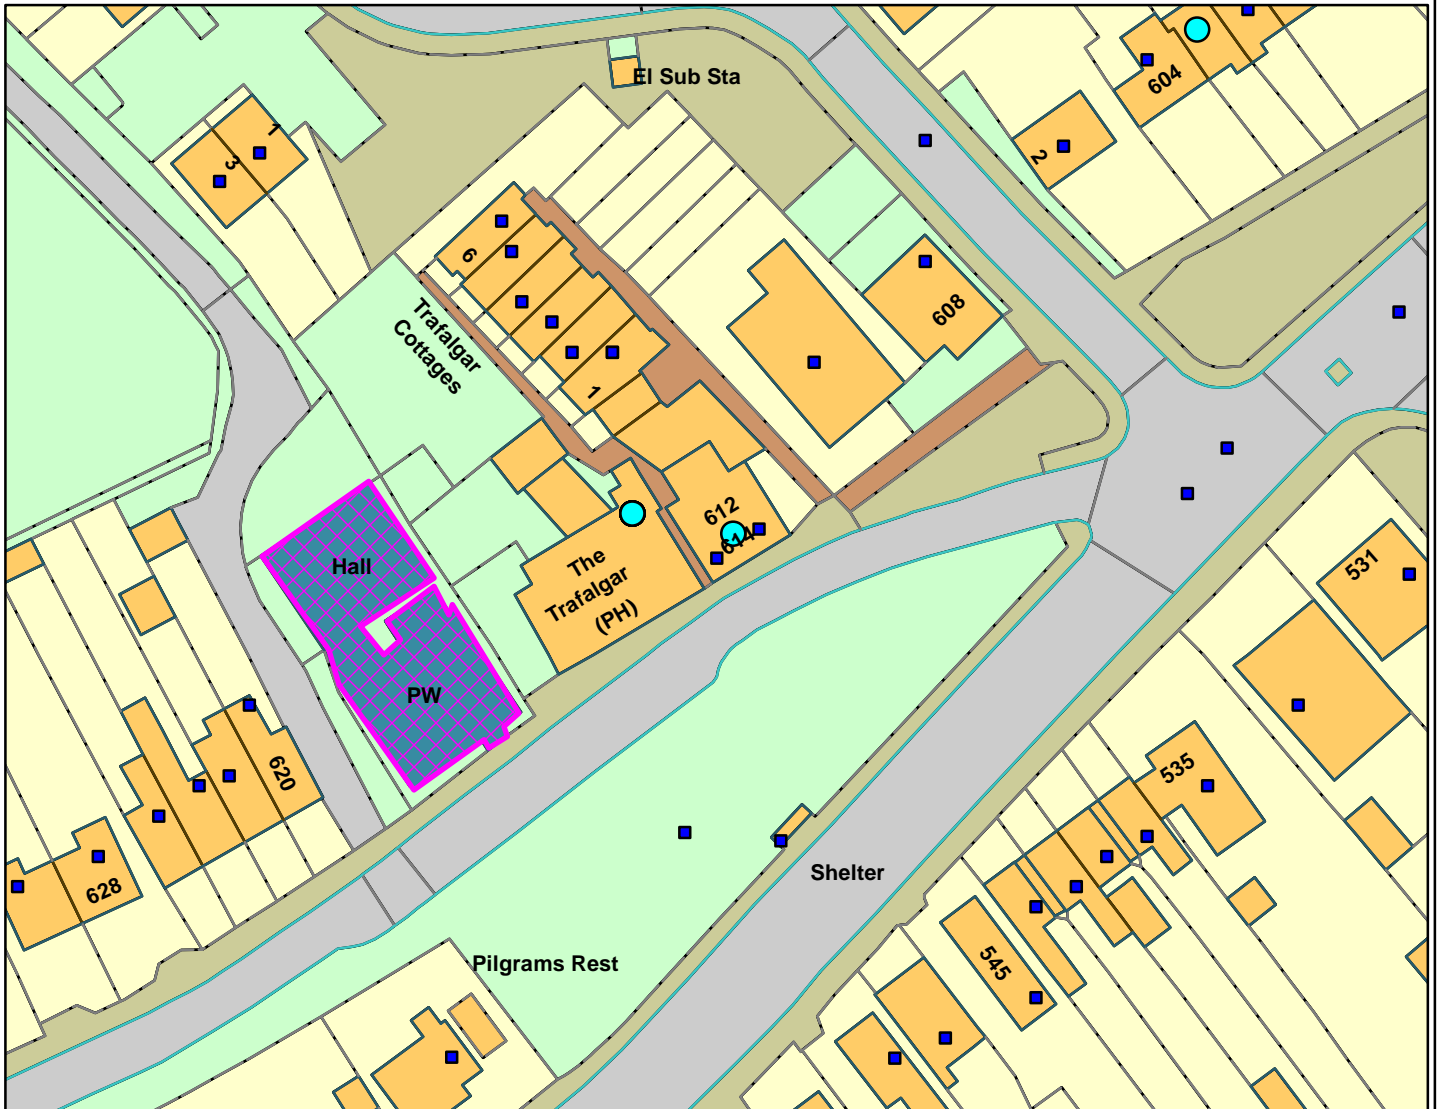 El Sub Sta
604
2
1
3
6
608
Trafalgar
Cottages
1
612
614
The
Trafalgar
(PH)
Hall
PW
531
535
620
628
Shelter
545
Pilgrams Rest